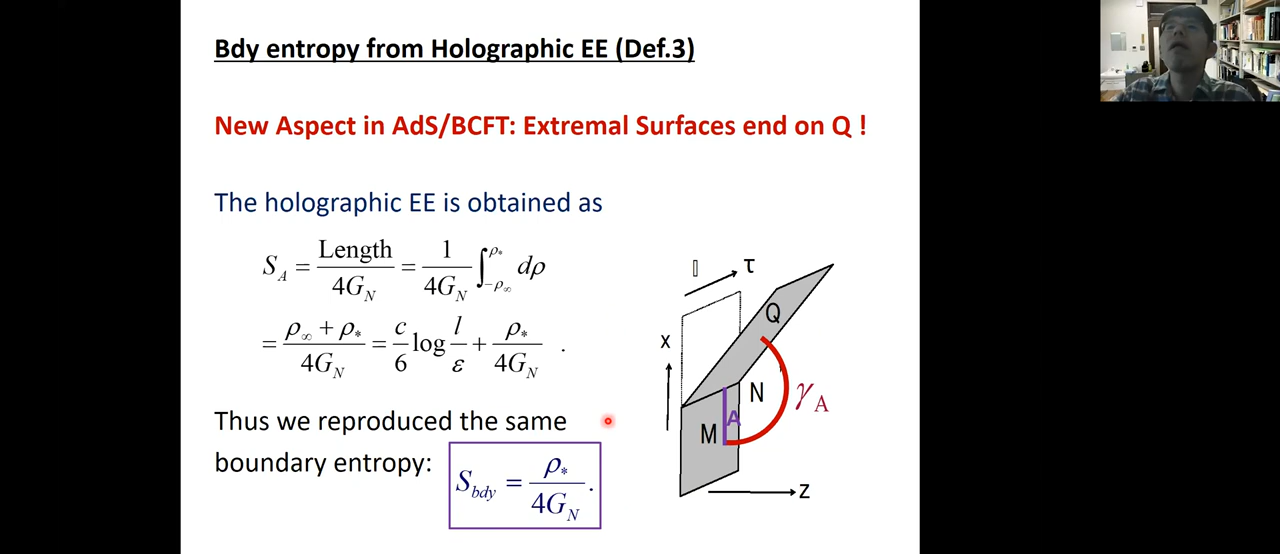 Bdy entropy from Holographic EE (Def.3)
New Aspect in AdS/BCFT: Extremal Surfaces end on Q !
The holographic EE is obtained as
S_A = Length / 4G_N = 1 / 4G_N ∫_{-ρ_∞}^{ρ_*} dρ
= (ρ_∞ + ρ_*) / 4G_N = c/6 log l/ε + ρ_* / 4G_N .
Thus we reproduced the same
boundary entropy:
S_bdy = ρ_* / 4G_N .
τ
x
Q
N
γ_A
A
M
z